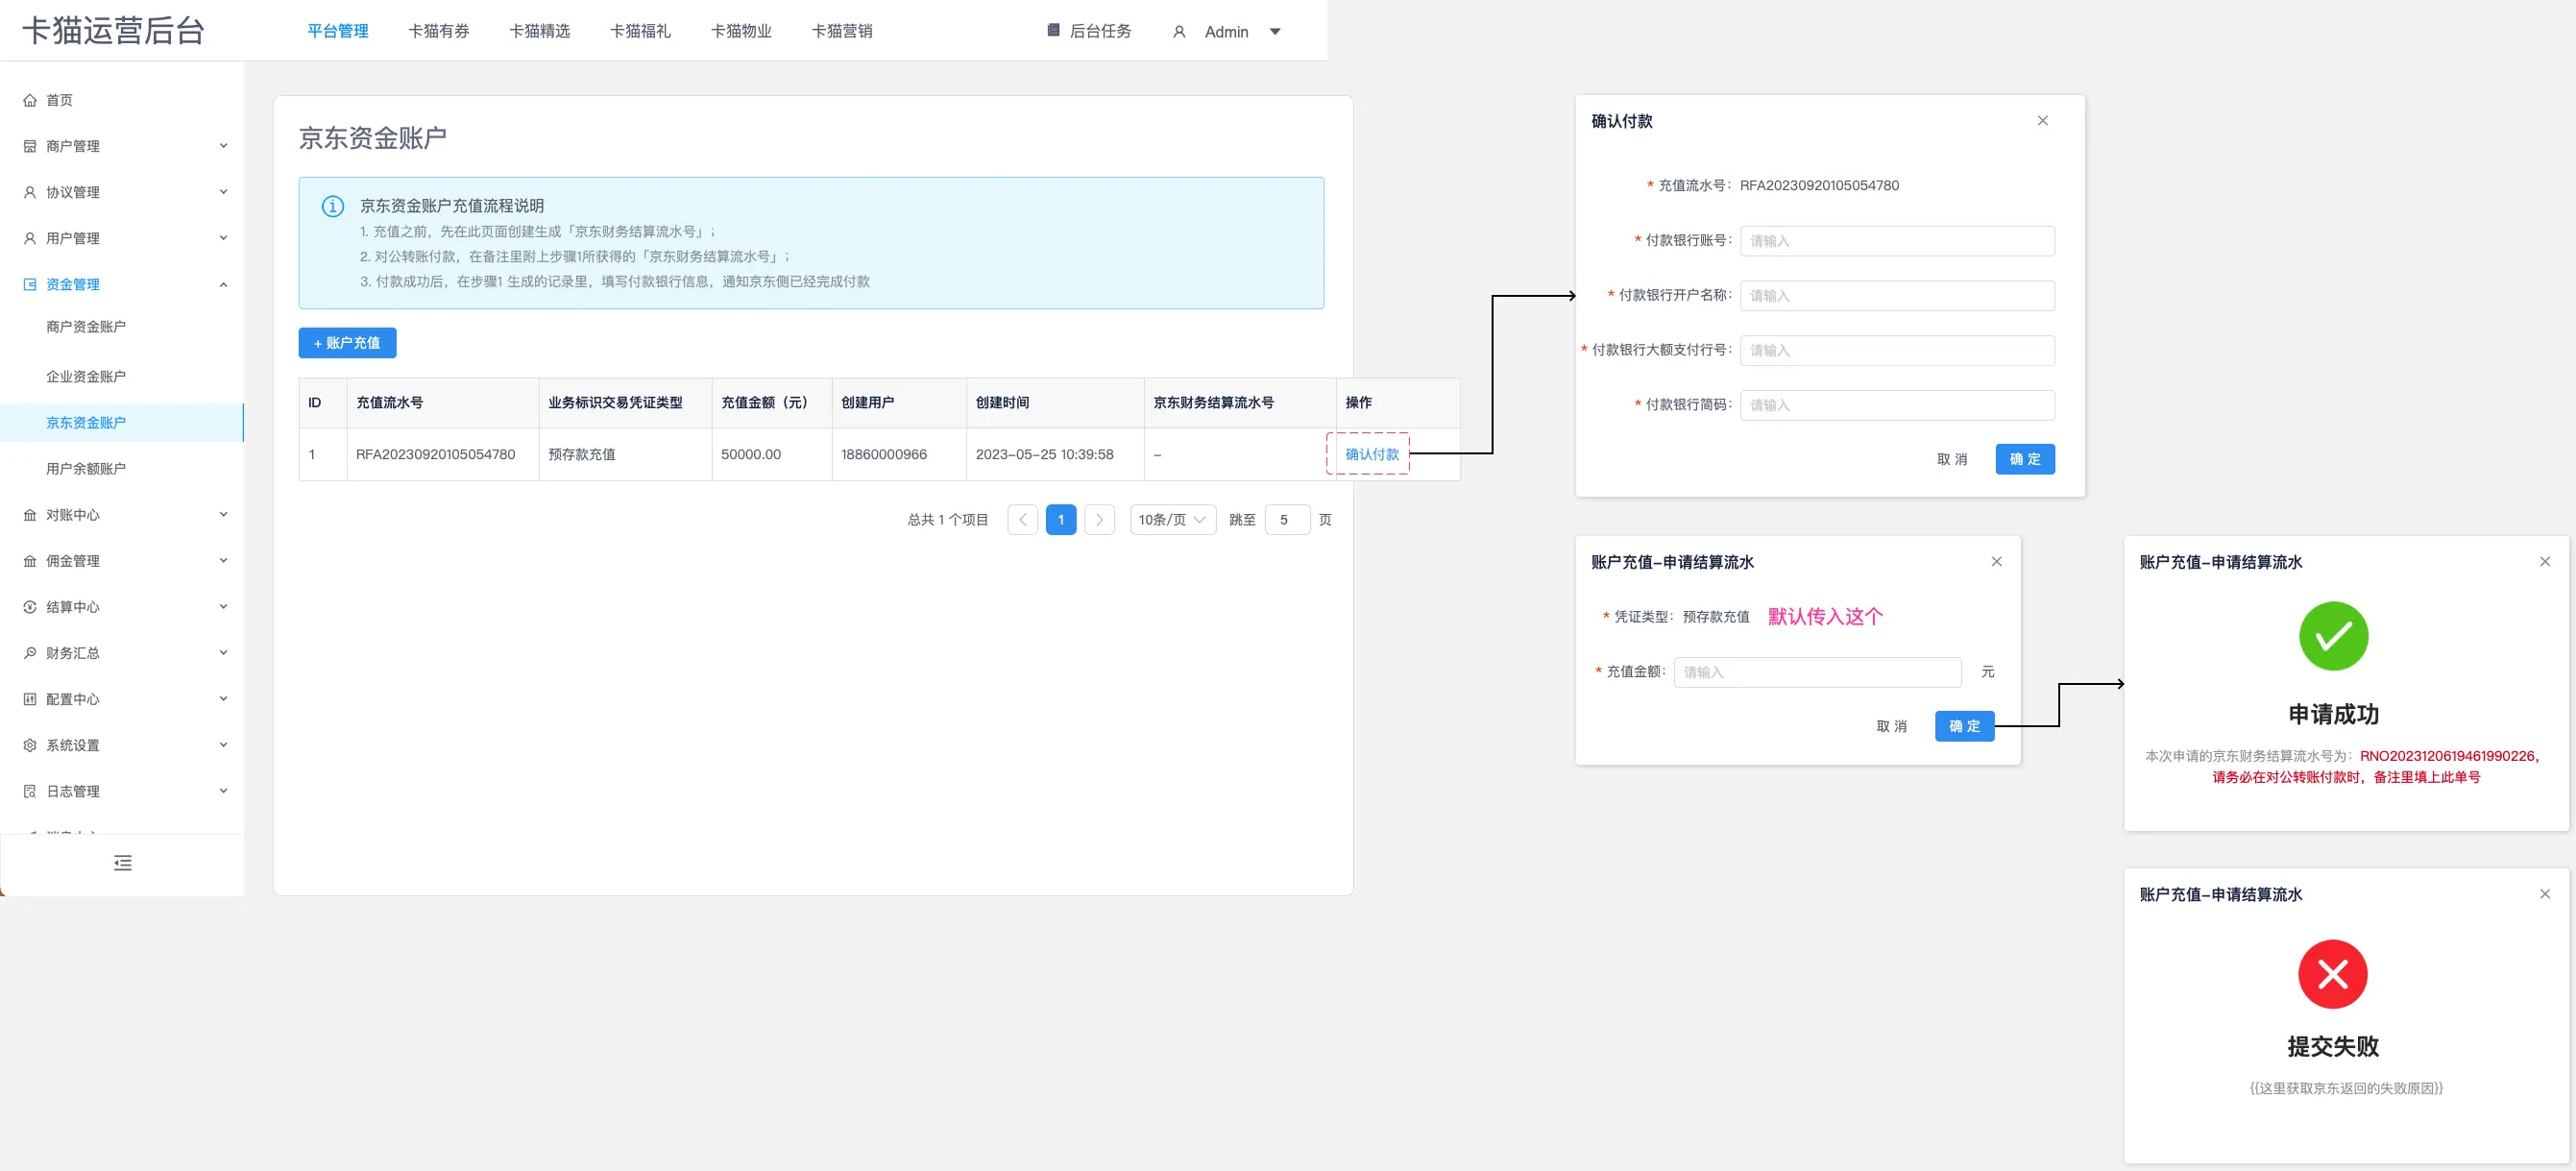 卡猫运营后台
平台管理 卡猫有券 卡猫精选 卡猫福礼 卡猫物业 卡猫营销 后台任务 Admin
首页
商户管理
协议管理
用户管理
资金管理
商户资金账户
企业资金账户
京东资金账户
用户余额账户
对账中心
佣金管理
结算中心
财务汇总
配置中心
系统设置
日志管理
京东资金账户
京东资金账户充值流程说明
1. 充值之前，先在此页面创建生成「京东财务结算流水号」；
2. 对公转账付款，在备注里附上步骤1所获得的「京东财务结算流水号」；
3. 付款成功后，在步骤1 生成的记录里，填写付款银行信息，通知京东侧已经完成付款
+ 账户充值
ID 充值流水号 业务标识交易凭证类型 充值金额（元） 创建用户 创建时间 京东财务结算流水号 操作
1 RFA20230920105054780 预存款充值 50000.00 18860000966 2023-05-25 10:39:58 - 确认付款
总共 1 个项目 1 10条/页 跳至 5 页
确认付款
* 充值流水号： RFA20230920105054780
* 付款银行账号： 请输入
* 付款银行开户名称： 请输入
* 付款银行大额支付行号： 请输入
* 付款银行简码： 请输入
取 消 确 定
账户充值-申请结算流水
* 凭证类型： 预存款充值 默认传入这个
* 充值金额： 请输入 元
取 消 确 定
账户充值-申请结算流水
申请成功
本次申请的京东财务结算流水号为：RNO2023120619461990226，
请务必在对公转账付款时，备注里填上此单号
账户充值-申请结算流水
提交失败
{{这里获取京东返回的失败原因}}